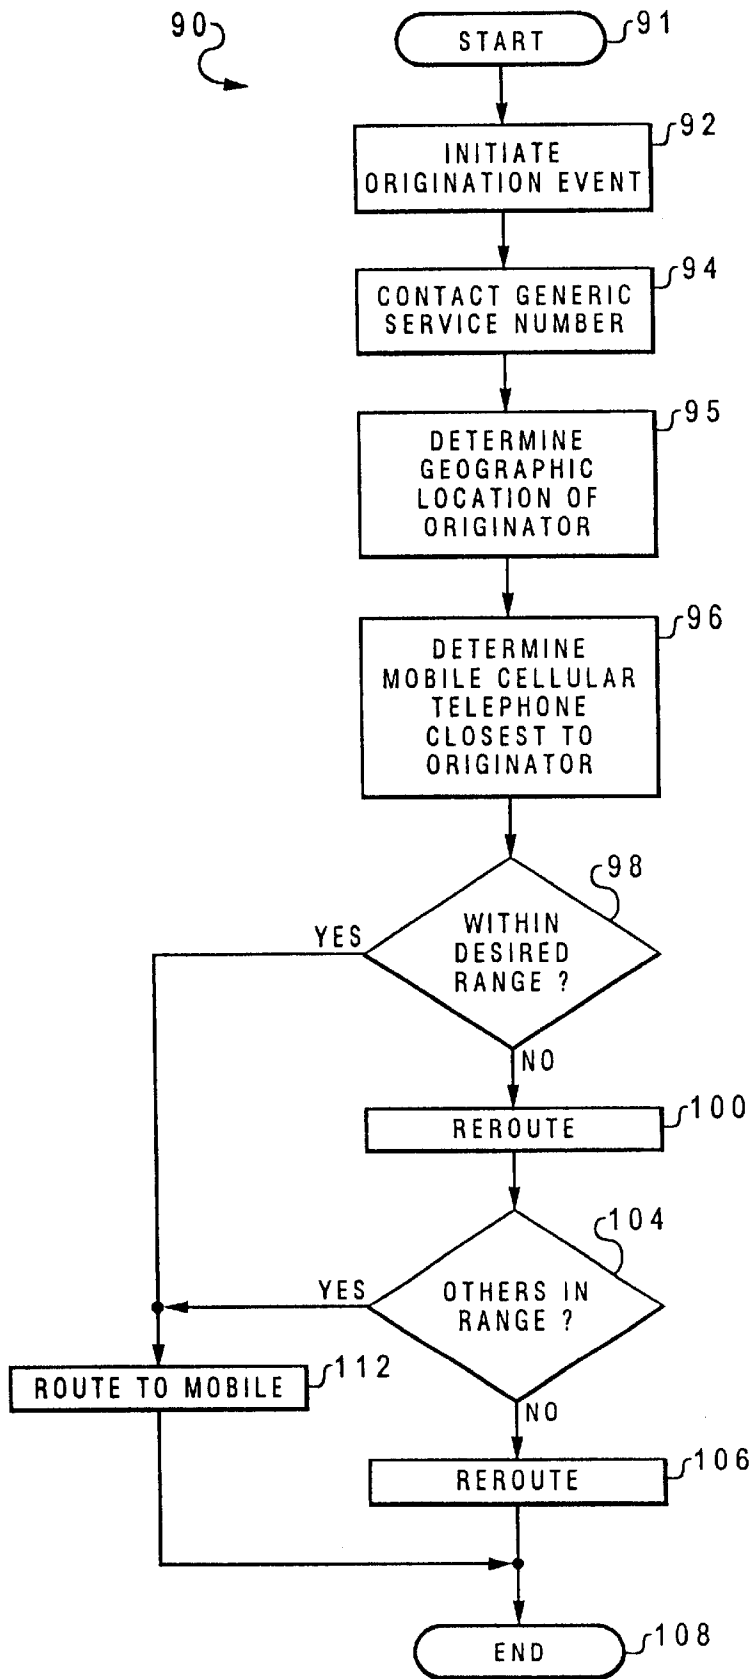 90
START
91
INITIATE
ORIGINATION EVENT
92
CONTACT GENERIC
SERVICE NUMBER
94
DETERMINE
GEOGRAPHIC
LOCATION OF
ORIGINATOR
95
DETERMINE
MOBILE CELLULAR
TELEPHONE
CLOSEST TO
ORIGINATOR
96
WITHIN
DESIRED
RANGE ?
98
YES
NO
REROUTE
100
OTHERS IN
RANGE ?
104
YES
NO
ROUTE TO MOBILE
112
REROUTE
106
END
108